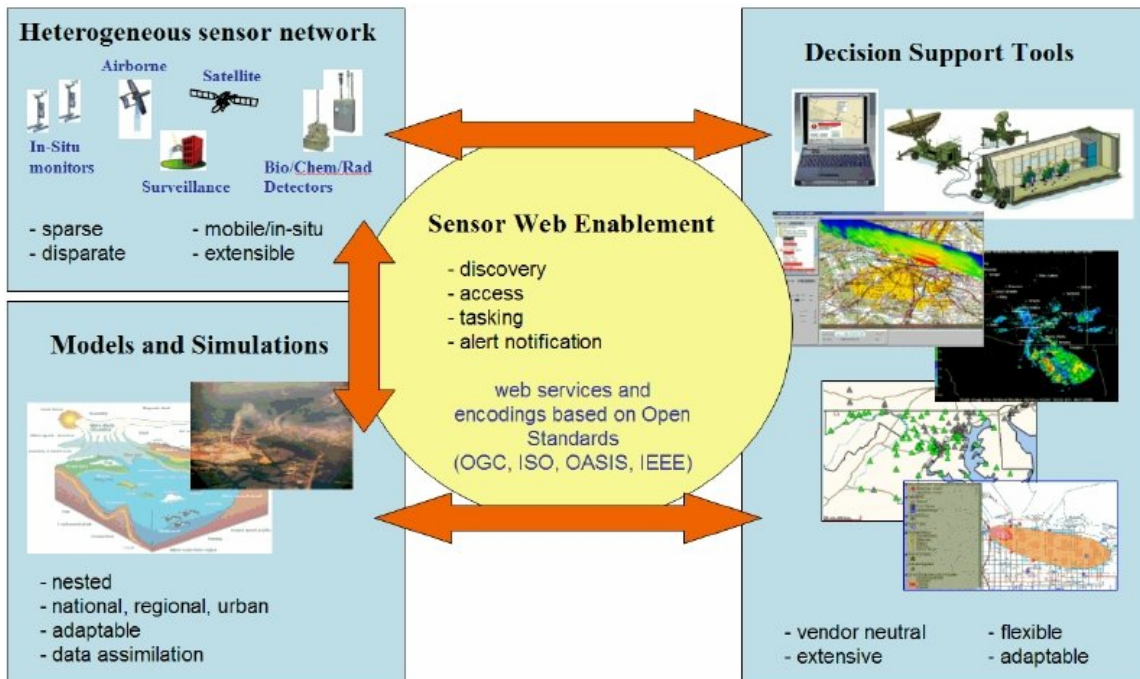 Heterogeneous sensor network
Airborne
Satellite
In-Situ
monitors
Surveillance
Bio/Chem/Rad
Detectors
- sparse
- mobile/in-situ
- disparate
- extensible
Models and Simulations
- nested
- national, regional, urban
- adaptable
- data assimilation
Sensor Web Enablement
- discovery
- access
- tasking
- alert notification
web services and
encodings based on Open
Standards
(OGC, ISO, OASIS, IEEE)
Decision Support Tools
- vendor neutral
- flexible
- extensive
- adaptable